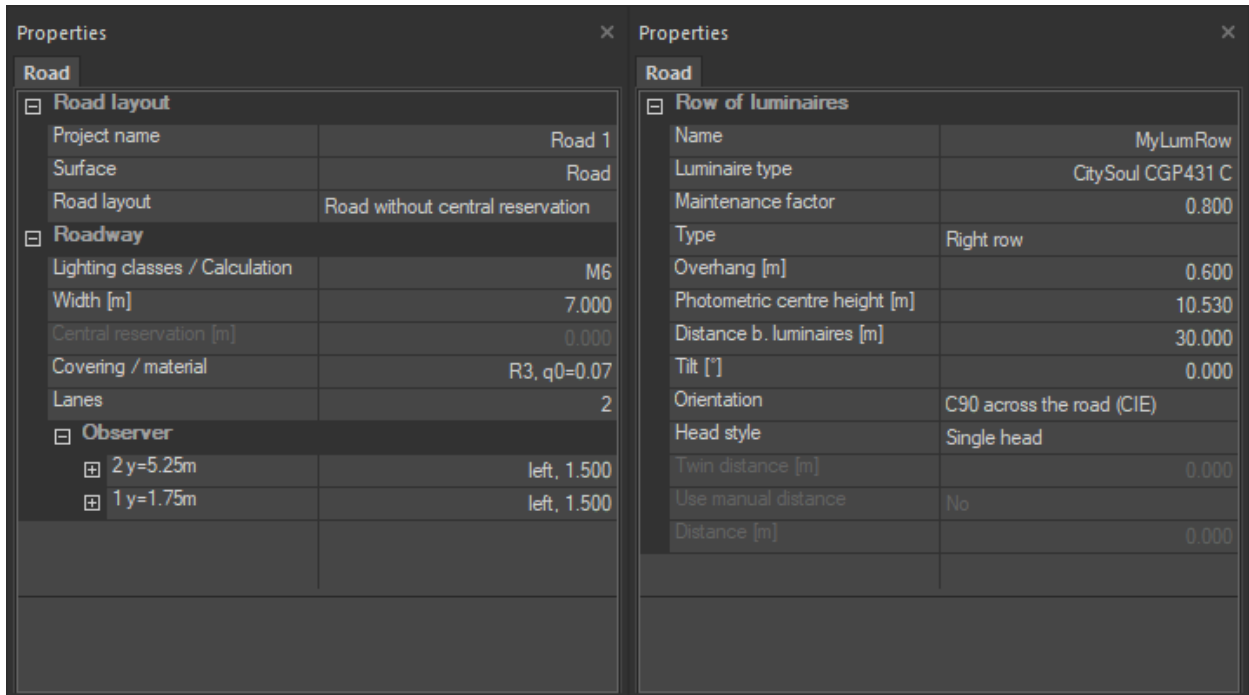 Properties
Road
Road layout
Project name Road 1
Surface Road
Road layout Road without central reservation
Roadway
Lighting classes / Calculation M6
Width [m] 7.000
Central reservation [m] 0.000
Covering / material R3, q0=0.07
Lanes 2
Observer
2 y=5.25m left, 1.500
1 y=1.75m left, 1.500
Properties
Road
Row of luminaires
Name MyLumRow
Luminaire type CitySoul CGP431 C
Maintenance factor 0.800
Type Right row
Overhang [m] 0.600
Photometric centre height [m] 10.530
Distance b. luminaires [m] 30.000
Tilt [°] 0.000
Orientation C90 across the road (CIE)
Head style Single head
Twin distance [m] 0.000
Use manual distance No
Distance [m] 0.000